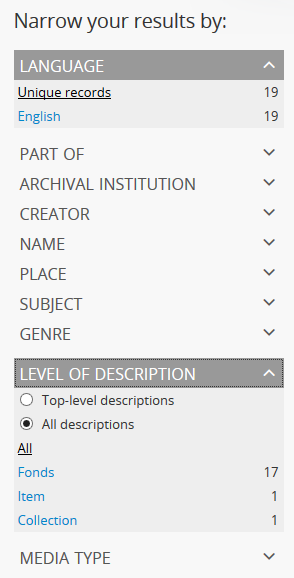 Narrow your results by:
LANGUAGE
Unique records 19
English 19
PART OF
ARCHIVAL INSTITUTION
CREATOR
NAME
PLACE
SUBJECT
GENRE
LEVEL OF DESCRIPTION
Top-level descriptions
All descriptions
All
Fonds 17
Item 1
Collection 1
MEDIA TYPE